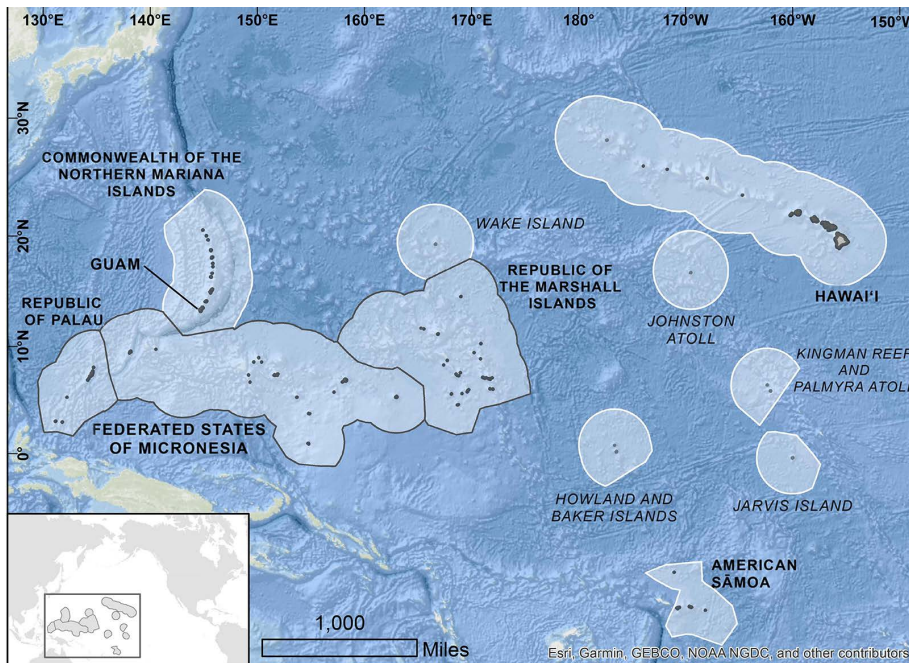 130°E
140°E
150°E
160°E
170°E
180°W
170°W
160°W
150°W
30°N
20°N
10°N
0°N
COMMONWEALTH OF THE
NORTHERN MARIANA
ISLANDS
GUAM
REPUBLIC
OF PALAU
WAKE ISLAND
REPUBLIC OF
THE MARSHALL
ISLANDS
HAWAIʻI
JOHNSTON
ATOLL
KINGMAN REEF
AND
PALMYRA ATOLL
FEDERATED STATES
OF MICRONESIA
HOWLAND AND
BAKER ISLANDS
JARVIS ISLAND
AMERICAN
SĀMOA
1,000
Miles
Esri, Garmin, GEBCO, NOAA NGDC, and other contributors